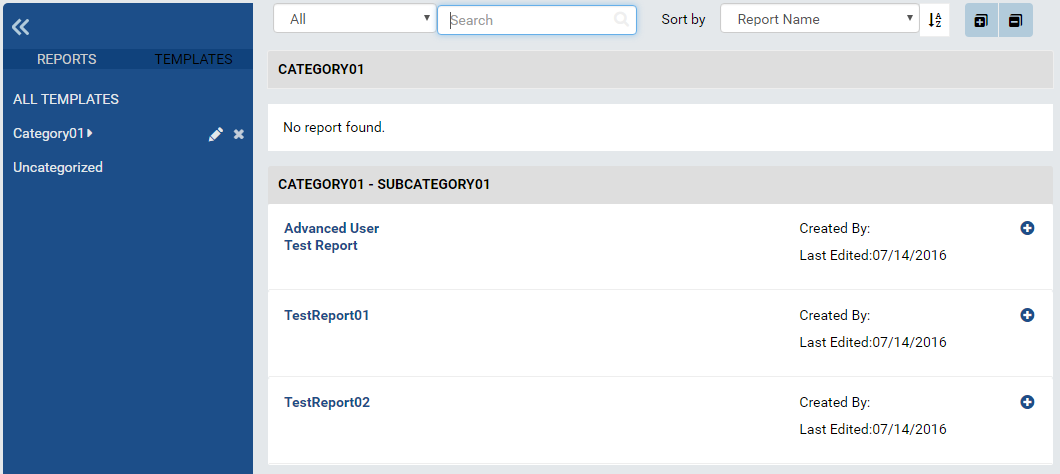 All
Search
Sort by
Report Name
A
Z
REPORTS
TEMPLATES
ALL TEMPLATES
Category01
Uncategorized
CATEGORY01
No report found.
CATEGORY01 - SUBCATEGORY01
Advanced User
Test Report
Created By:
Last Edited:07/14/2016
TestReport01
Created By:
Last Edited:07/14/2016
TestReport02
Created By:
Last Edited:07/14/2016